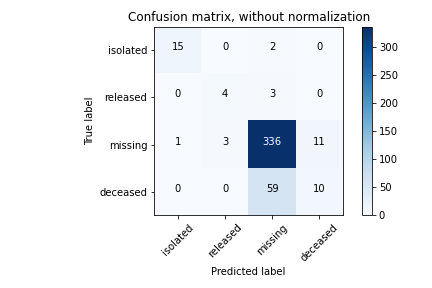 Confusion matrix, without normalization
isolated 15 0 2 0
released 0 4 3 0
missing 1 3 336 11
deceased 0 0 59 10
isolated released missing deceased
True label
Predicted label
300
250
200
150
100
50
0